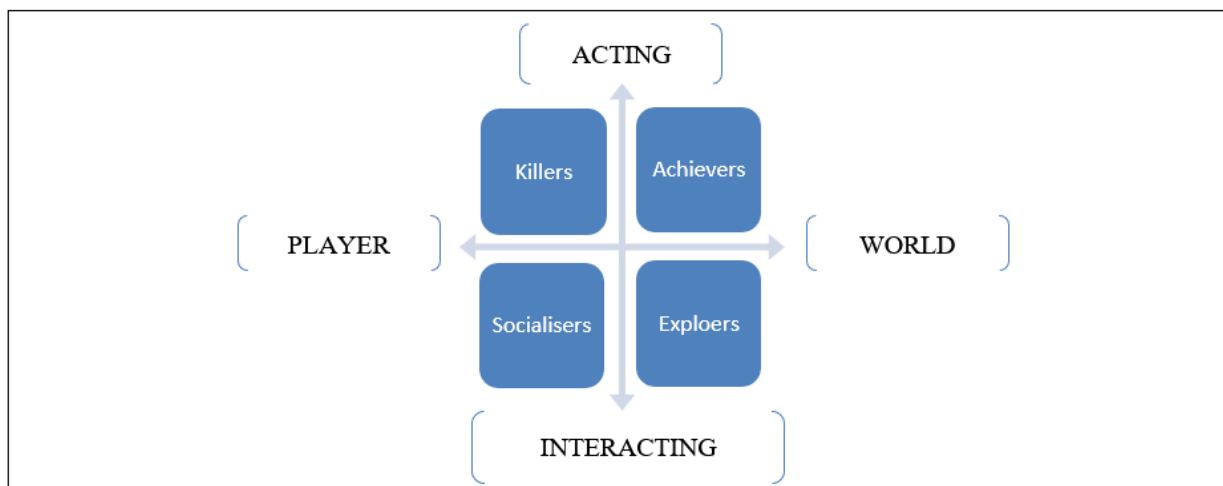 ACTING
Killers
Achievers
PLAYER
WORLD
Socialisers
Exploers
INTERACTING